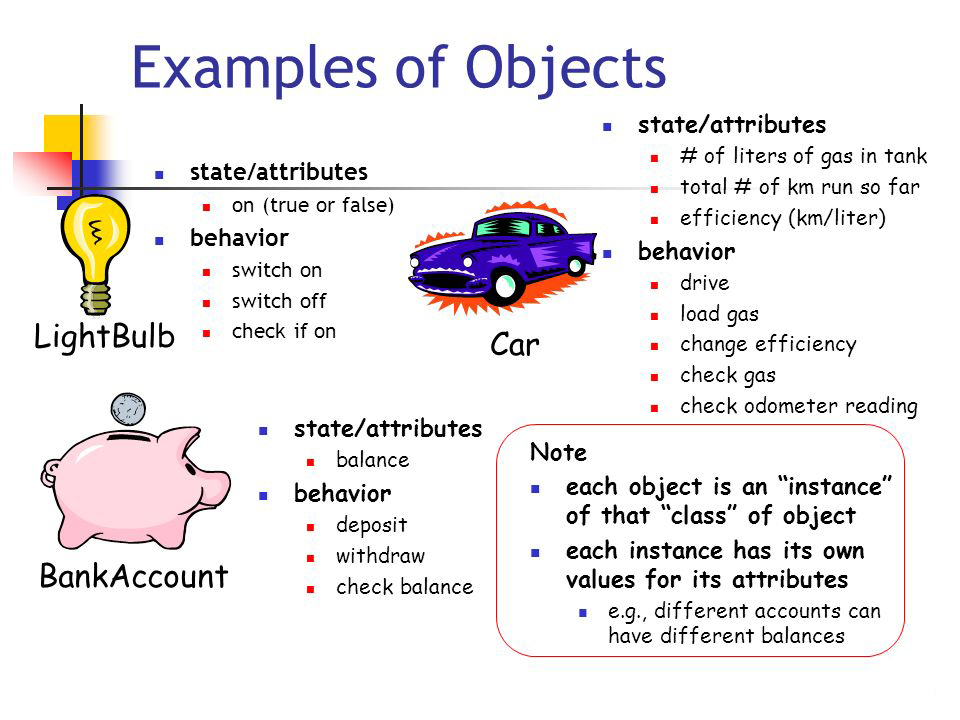 Examples of Objects
state/attributes
on (true or false)
behavior
switch on
switch off
check if on
LightBulb
state/attributes
# of liters of gas in tank
total # of km run so far
efficiency (km/liter)
behavior
drive
load gas
change efficiency
check gas
check odometer reading
Car
state/attributes
balance
behavior
deposit
withdraw
check balance
BankAccount
Note
each object is an “instance”
of that “class” of object
each instance has its own
values for its attributes
e.g., different accounts can
have different balances